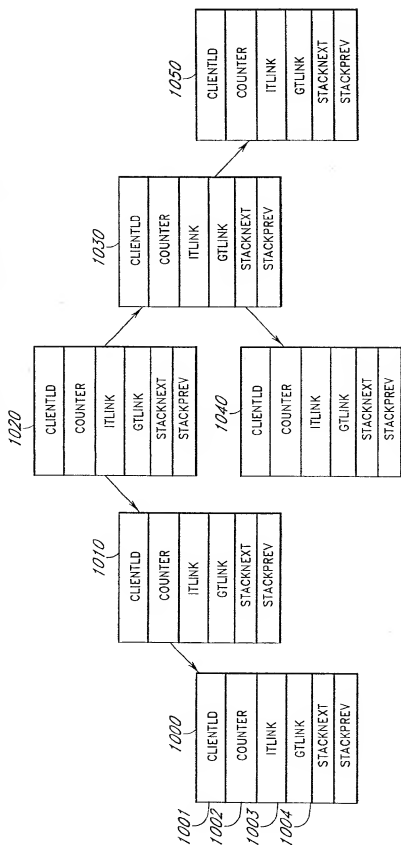 1000
1001
1002
1003
1004
CLIENTLD
COUNTER
ITLINK
GTLINK
STACKNEXT
STACKPREV
1010
CLIENTLD
COUNTER
ITLINK
GTLINK
STACKNEXT
STACKPREV
1020
CLIENTLD
COUNTER
ITLINK
GTLINK
STACKNEXT
STACKPREV
1030
CLIENTLD
COUNTER
ITLINK
GTLINK
STACKNEXT
STACKPREV
1040
CLIENTLD
COUNTER
ITLINK
GTLINK
STACKNEXT
STACKPREV
1050
CLIENTLD
COUNTER
ITLINK
GTLINK
STACKNEXT
STACKPREV